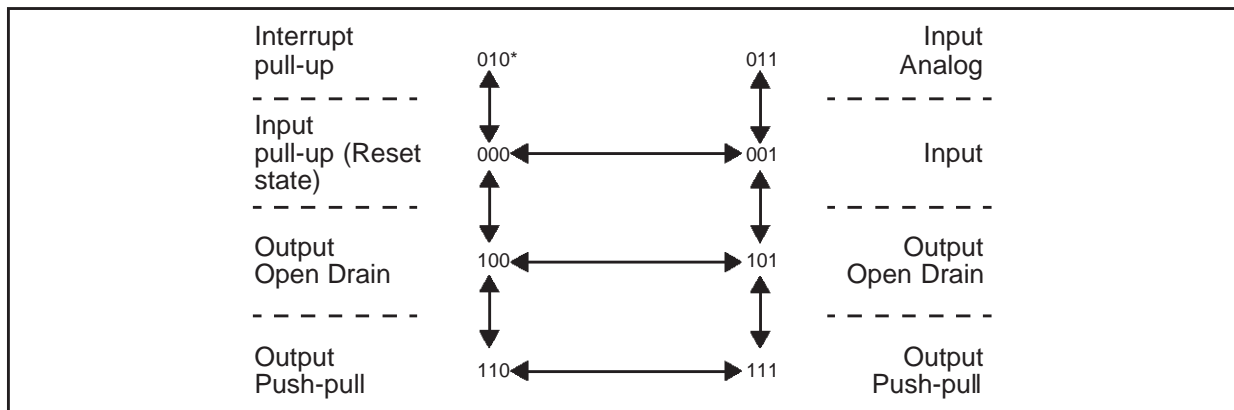 Interrupt
pull-up
010*
011
Input
Analog
Input
pull-up (Reset
state)
000
001
Input
Output
Open Drain
100
101
Output
Open Drain
Output
Push-pull
110
111
Output
Push-pull